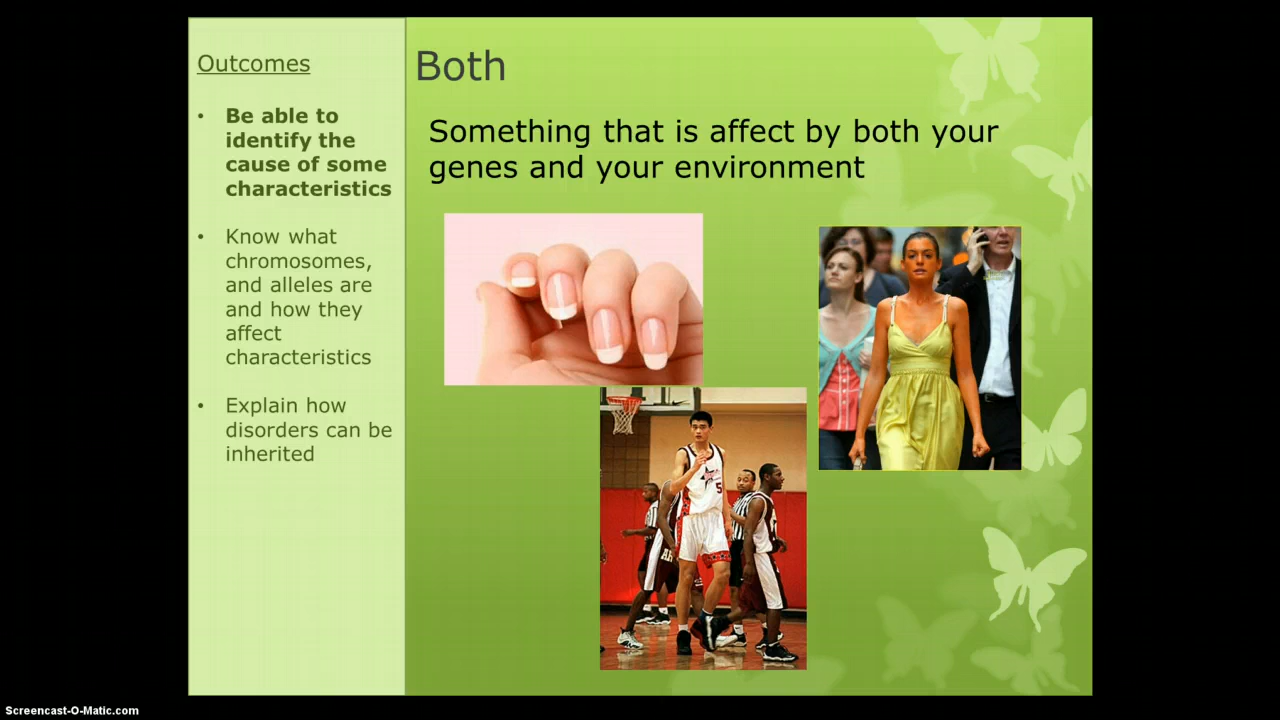 Outcomes
• Be able to
identify the
cause of some
characteristics
• Know what
chromosomes,
and alleles are
and how they
affect
characteristics
• Explain how
disorders can be
inherited
Both
Something that is affect by both your
genes and your environment
5
Screencast-O-Matic.com